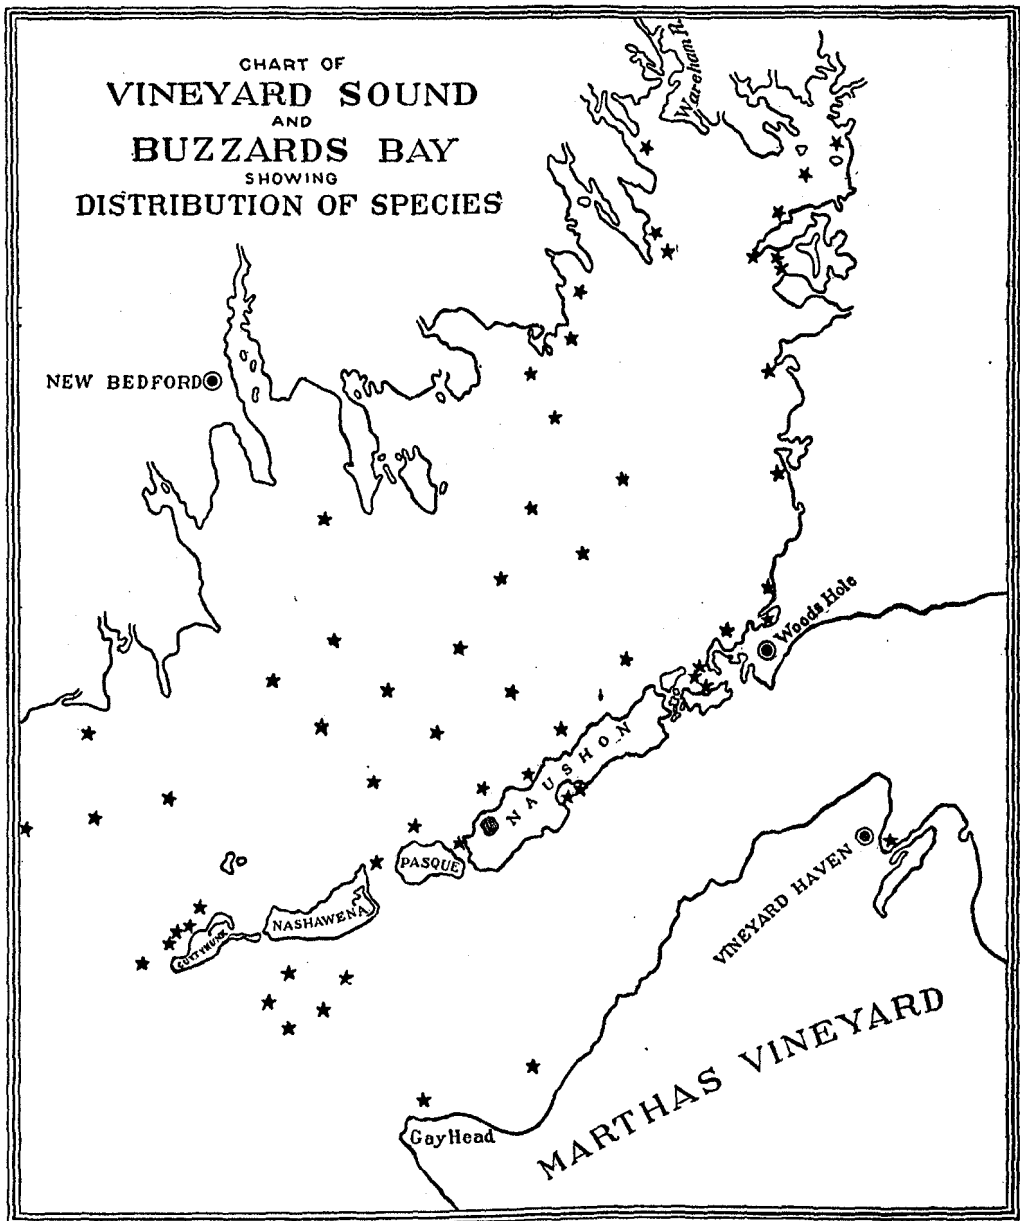 CHART OF
VINEYARD SOUND
AND
BUZZARDS BAY
SHOWING
DISTRIBUTION OF SPECIES
Wareham R.
NEW BEDFORD
Woods Hole
NAUSHON
PASQUE
NASHAWENA
CUTTYHUNK
VINEYARD HAVEN
MARTHAS VINEYARD
Gay Head